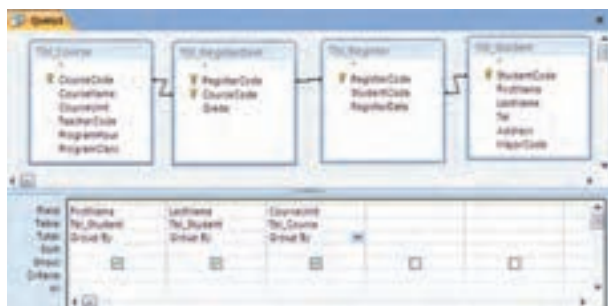 Query1
Tbl_Course
*
CourseCode
CourseName
CourseUnit
TeacherCode
ProgramHour
ProgramClass
Tbl_RegisterBook
*
RegisterCode
CourseCode
Grade
Tbl_Register
*
RegisterCode
StudentCode
RegisterDate
Tbl_Student
*
StudentCode
FirstName
LastName
Tel
Address
MajorCode
Field: FirstName LastName CourseUnit
Table: Tbl_Student Tbl_Student Tbl_Course
Total: Group By Group By Group By
Sort:
Show:
Criteria:
or: